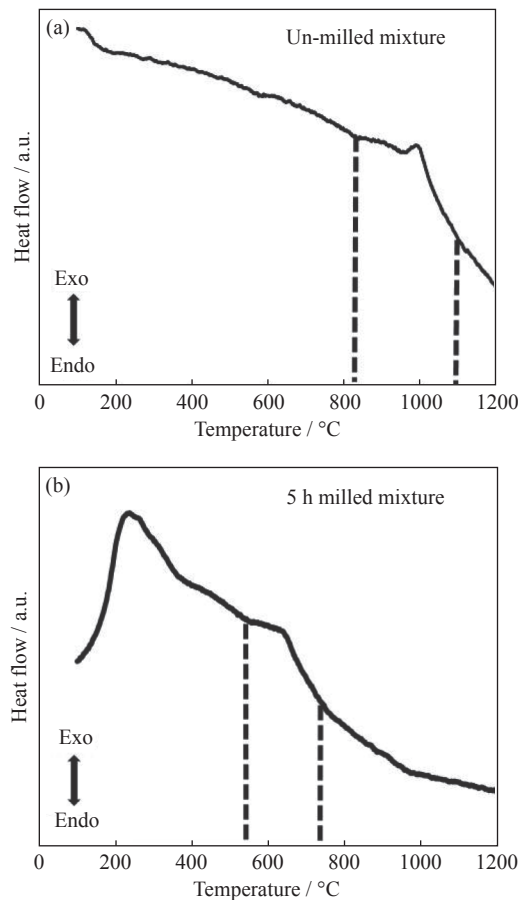 (a)
Un-milled mixture
Heat flow / a.u.
Exo
Endo
0 200 400 600 800 1000 1200
Temperature / °C
(b)
5 h milled mixture
Heat flow / a.u.
Exo
Endo
0 200 400 600 800 1000 1200
Temperature / °C